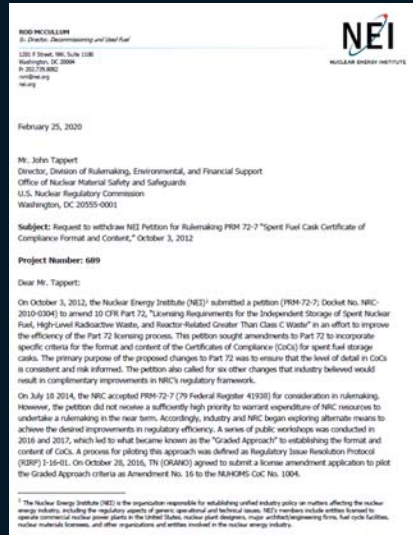 ROD MCCULLUM
Sr. Director, Decommissioning and Used Fuel
1201 F Street, NW, Suite 1100
Washington, DC 20004
P: 202.739.8082
rxm@nei.org
nei.org
NEI
NUCLEAR ENERGY INSTITUTE
February 25, 2020
Mr. John Tappert
Director, Division of Rulemaking, Environmental, and Financial Support
Office of Nuclear Material Safety and Safeguards
U.S. Nuclear Regulatory Commission
Washington, DC 20555-0001
Subject: Request to withdraw NEI Petition for Rulemaking PRM 72-7 "Spent Fuel Cask Certificate of
Compliance Format and Content," October 3, 2012
Project Number: 689
Dear Mr. Tappert:
On October 3, 2012, the Nuclear Energy Institute (NEI)¹ submitted a petition (PRM-72-7; Docket No. NRC-
2010-0304) to amend 10 CFR Part 72, "Licensing Requirements for the Independent Storage of Spent Nuclear
Fuel, High-Level Radioactive Waste, and Reactor-Related Greater Than Class C Waste" in an effort to improve
the efficiency of the Part 72 licensing process. This petition sought amendments to Part 72 to incorporate
specific criteria for the format and content of the Certificates of Compliance (CoCs) for spent fuel storage
casks. The primary purpose of the proposed changes to Part 72 was to ensure that the level of detail in CoCs
is consistent and risk informed. The petition also called for six other changes that industry believed would
result in complimentary improvements in NRC's regulatory framework.
On July 18 2014, the NRC accepted PRM-72-7 (79 Federal Register 41938) for consideration in rulemaking.
However, the petition did not receive a sufficiently high priority to warrant expenditure of NRC resources to
undertake a rulemaking in the near term. Accordingly, industry and NRC began exploring alternate means to
achieve the desired improvements in regulatory efficiency. A series of public workshops was conducted in
2016 and 2017, which led to what became known as the "Graded Approach" to establishing the format and
content of CoCs. A process for piloting this approach was defined as Regulatory Issue Resolution Protocol
(RIRP) I-16-01. On October 28, 2016, TN (ORANO) agreed to submit a license amendment application to pilot
the Graded Approach criteria as Amendment No. 16 to the NUHOMS CoC No. 1004.
¹ The Nuclear Energy Institute (NEI) is the organization responsible for establishing unified industry policy on matters affecting the nuclear
energy industry, including the regulatory aspects of generic operational and technical issues. NEI's members include entities licensed to
operate commercial nuclear power plants in the United States, nuclear plant designers, major architect/engineering firms, fuel cycle facilities,
nuclear materials licensees, and other organizations and entities involved in the nuclear energy industry.